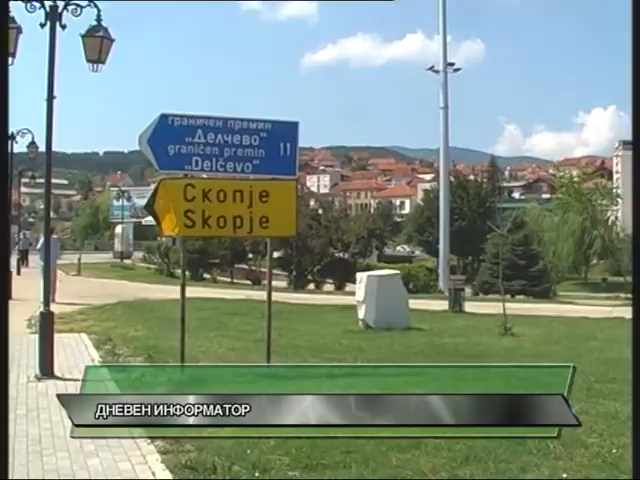 граничен премин
„Делчево"
graničen premin 11
„Delčevo"
Скопје
Skopje
ДНЕВЕН ИНФОРМАТОР